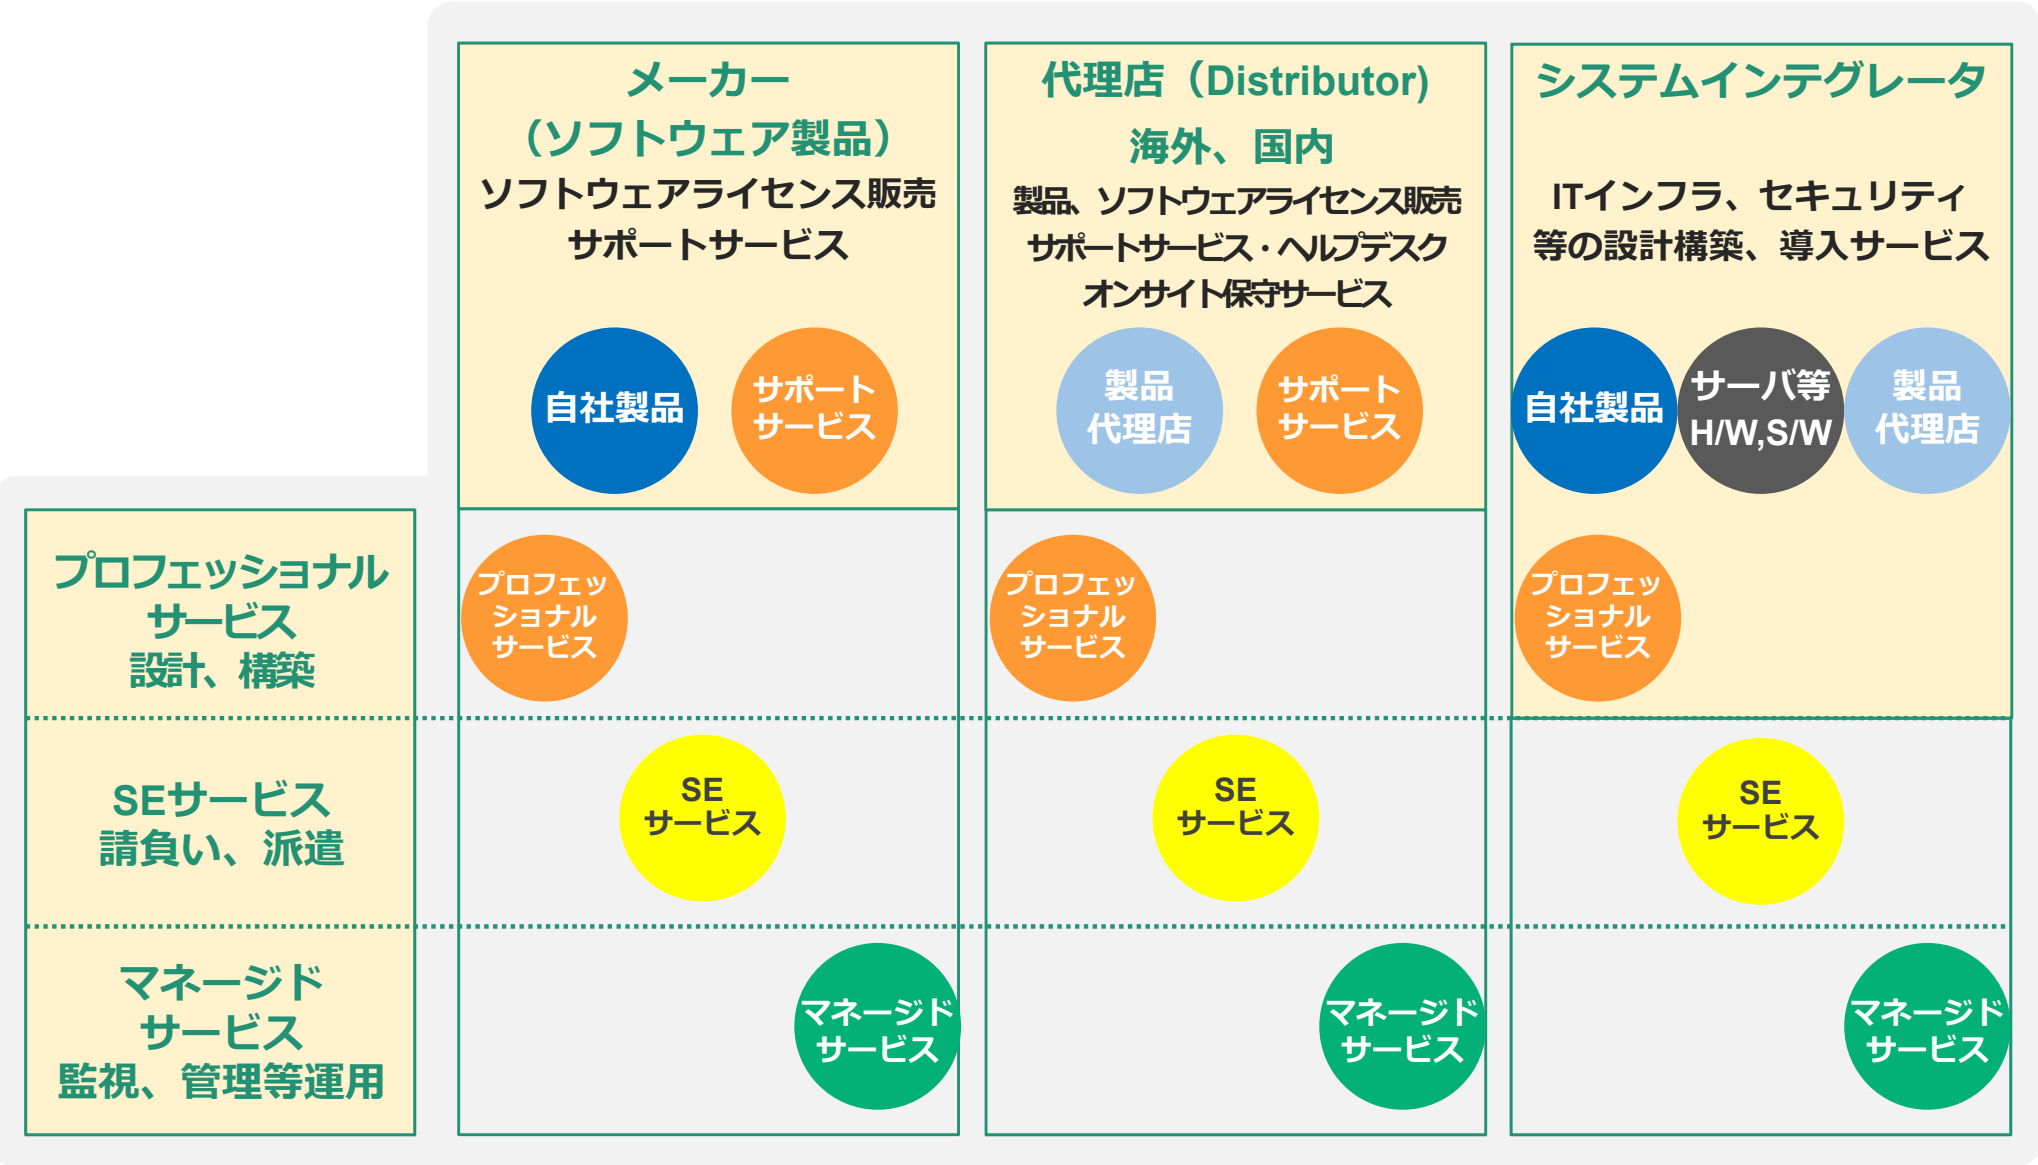 メーカー
（ソフトウェア製品）
ソフトウェアライセンス販売
サポートサービス
自社製品
サポート
サービス
代理店（Distributor)
海外、国内
製品、ソフトウェアライセンス販売
サポートサービス・ヘルプデスク
オンサイト保守サービス
製品
代理店
サポート
サービス
システムインテグレータ
ITインフラ、セキュリティ
等の設計構築、導入サービス
自社製品
サーバ等
H/W,S/W
製品
代理店
プロフェッショナル
サービス
設計、構築
プロフェッ
ショナル
サービス
プロフェッ
ショナル
サービス
プロフェッ
ショナル
サービス
SEサービス
請負い、派遣
SE
サービス
SE
サービス
SE
サービス
マネージド
サービス
監視、管理等運用
マネージド
サービス
マネージド
サービス
マネージド
サービス